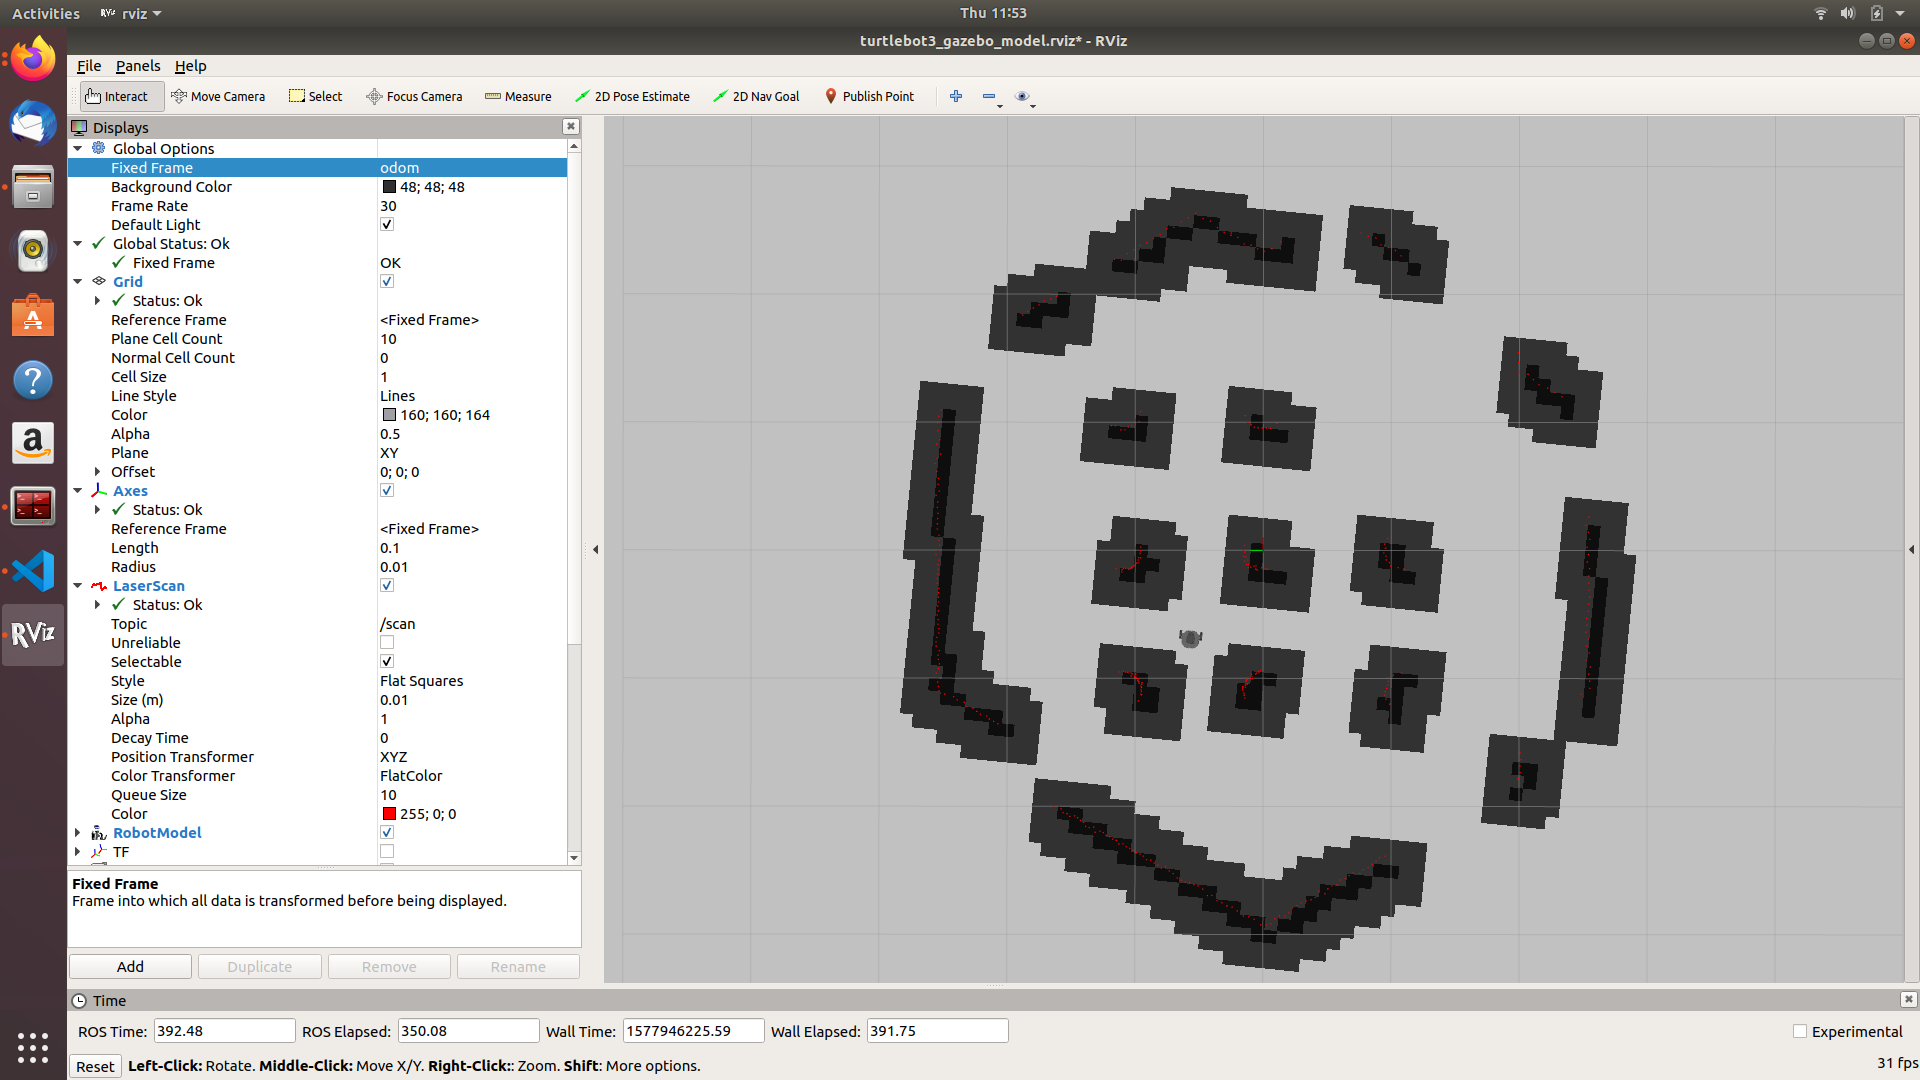 Activities rviz Thu 11:53
turtlebot3_gazebo_model.rviz* - RViz
File Panels Help
Interact Move Camera Select Focus Camera Measure 2D Pose Estimate 2D Nav Goal Publish Point
Displays
Global Options
Fixed Frame odom
Background Color 48; 48; 48
Frame Rate 30
Default Light
Global Status: Ok
Fixed Frame OK
Grid
Status: Ok
Reference Frame <Fixed Frame>
Plane Cell Count 10
Normal Cell Count 0
Cell Size 1
Line Style Lines
Color 160; 160; 164
Alpha 0.5
Plane XY
Offset 0; 0; 0
Axes
Status: Ok
Reference Frame <Fixed Frame>
Length 0.1
Radius 0.01
LaserScan
Status: Ok
Topic /scan
Unreliable
Selectable
Style Flat Squares
Size (m) 0.01
Alpha 1
Decay Time 0
Position Transformer XYZ
Color Transformer FlatColor
Queue Size 10
Color 255; 0; 0
RobotModel
TF
Fixed Frame
Frame into which all data is transformed before being displayed.
Add Duplicate Remove Rename
Time
ROS Time: 392.48 ROS Elapsed: 350.08 Wall Time: 1577946225.59 Wall Elapsed: 391.75 Experimental
Reset Left-Click: Rotate. Middle-Click: Move X/Y. Right-Click:: Zoom. Shift: More options. 31 fps
RViz